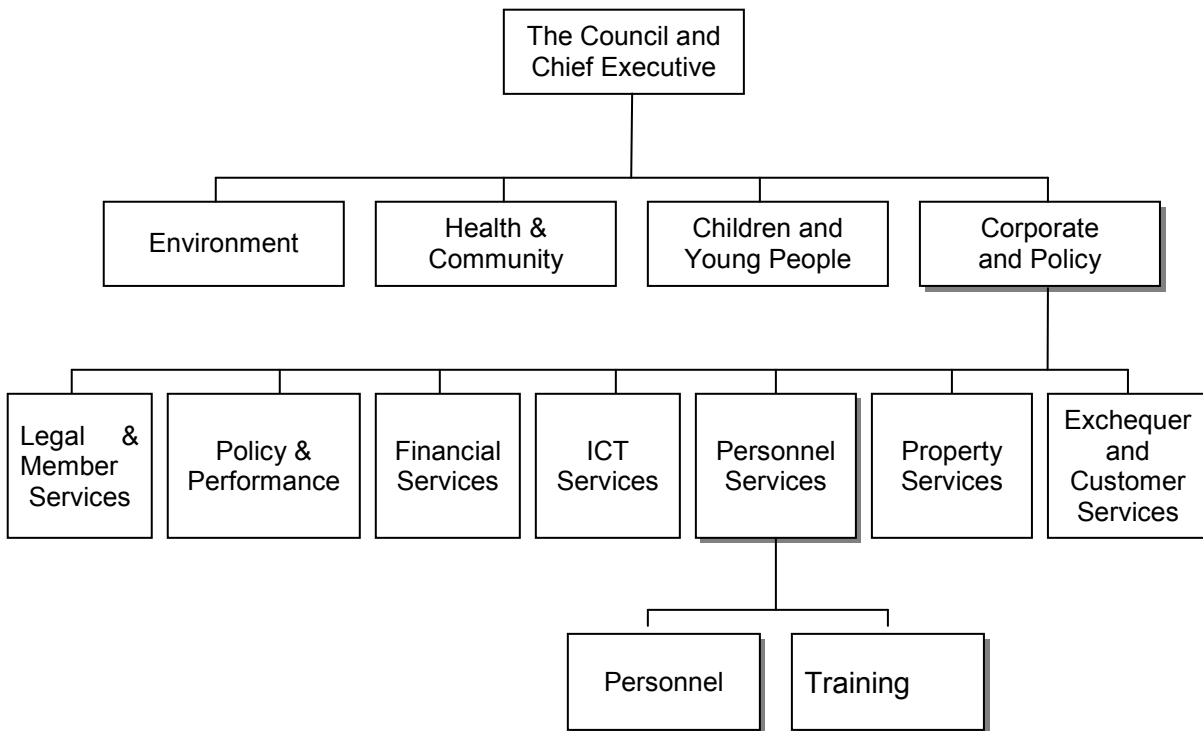 The Council and
Chief Executive
Environment
Health &
Community
Children and
Young People
Corporate
and Policy
Legal &
Member
Services
Policy &
Performance
Financial
Services
ICT
Services
Personnel
Services
Property
Services
Exchequer
and
Customer
Services
Personnel
Training